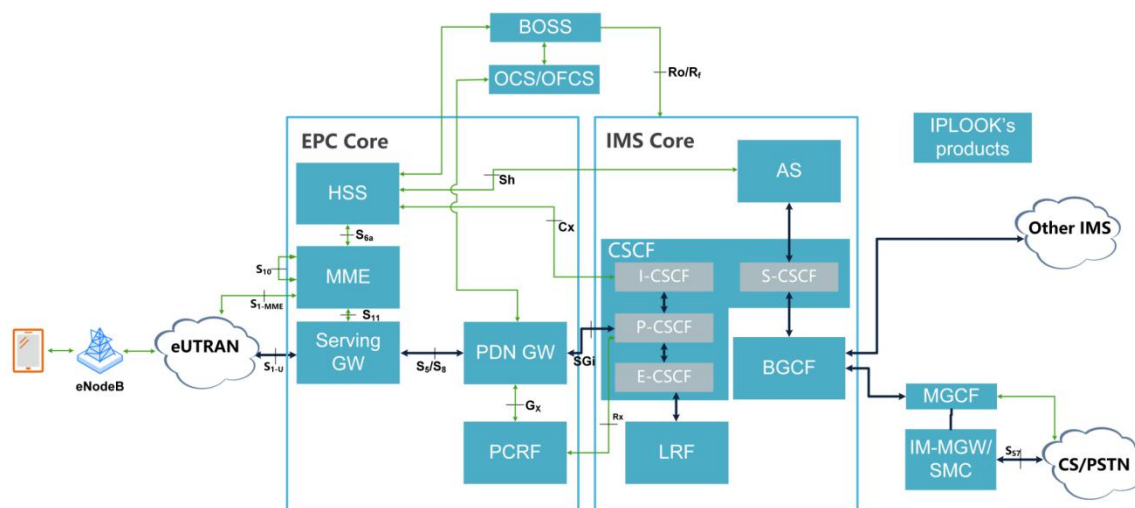 BOSS
OCS/OFCS
Ro/Rf
EPC Core
IMS Core
IPLOOK's
products
HSS
Sh
AS
Cx
S6a
Other IMS
CSCF
S10
MME
I-CSCF
S-CSCF
S1-MME
S11
eUTRAN
Serving
GW
PDN GW
SGi
P-CSCF
S1-U
S5/S8
E-CSCF
BGCF
eNodeB
Gx
Rx
MGCF
PCRF
LRF
IM-MGW/
SMC
SS7
CS/PSTN